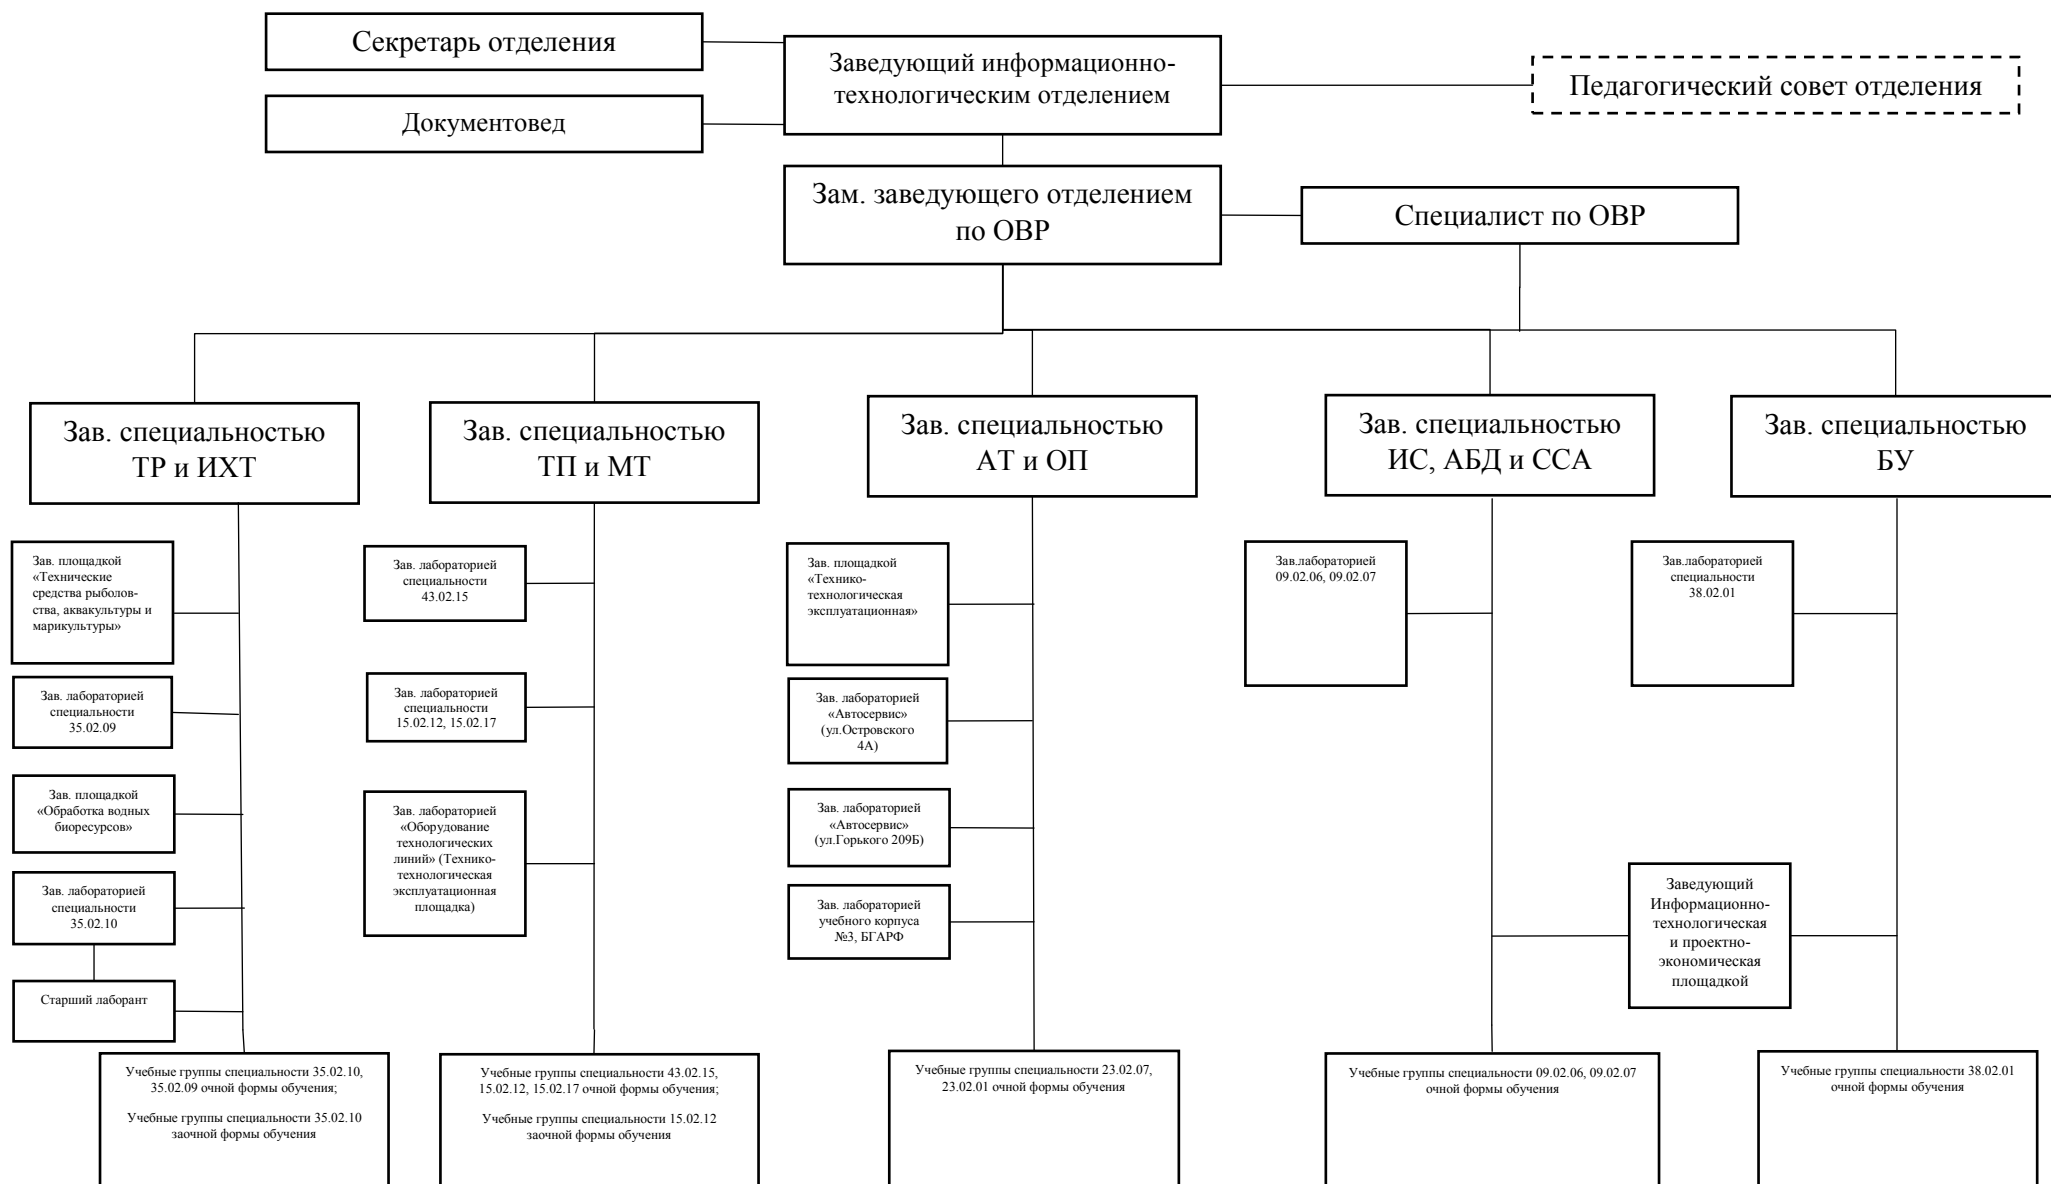 Секретарь отделения
Документовед
Заведующий информационно-
технологическим отделением
Педагогический совет отделения
Зам. заведующего отделением
по ОВР
Специалист по ОВР
Зав. специальностью
ТР и ИХТ
Зав. специальностью
ТП и МТ
Зав. специальностью
АТ и ОП
Зав. специальностью
ИС, АБД и ССА
Зав. специальностью
БУ
Зав. площадкой
«Технические
средства рыболов-
ства, аквакультуры и
марикультуры»
Зав. лабораторией
специальности
35.02.09
Зав. площадкой
«Обработка водных
биоресурсов»
Зав. лабораторией
специальности
35.02.10
Старший лаборант
Зав. лабораторией
специальности
43.02.15
Зав. лабораторией
специальности
15.02.12, 15.02.17
Зав. лабораторией
«Оборудование
технологических
линий» (Технико-
технологическая
эксплуатационная
площадка)
Зав. площадкой
«Технико-
технологическая
эксплуатационная»
Зав. лабораторией
«Автосервис»
(ул.Островского
4А)
Зав. лабораторией
«Автосервис»
(ул.Горького 209Б)
Зав. лабораторией
учебного корпуса
№3, БГАРФ
Зав.лабораторией
09.02.06, 09.02.07
Зав.лабораторией
специальности
38.02.01
Заведующий
Информационно-
технологическая
и проектно-
экономическая
площадкой
Учебные группы специальности 35.02.10,
35.02.09 очной формы обучения;
Учебные группы специальности 35.02.10
заочной формы обучения
Учебные группы специальности 43.02.15,
15.02.12, 15.02.17 очной формы обучения;
Учебные группы специальности 15.02.12
заочной формы обучения
Учебные группы специальности 23.02.07,
23.02.01 очной формы обучения
Учебные группы специальности 09.02.06, 09.02.07
очной формы обучения
Учебные группы специальности 38.02.01
очной формы обучения